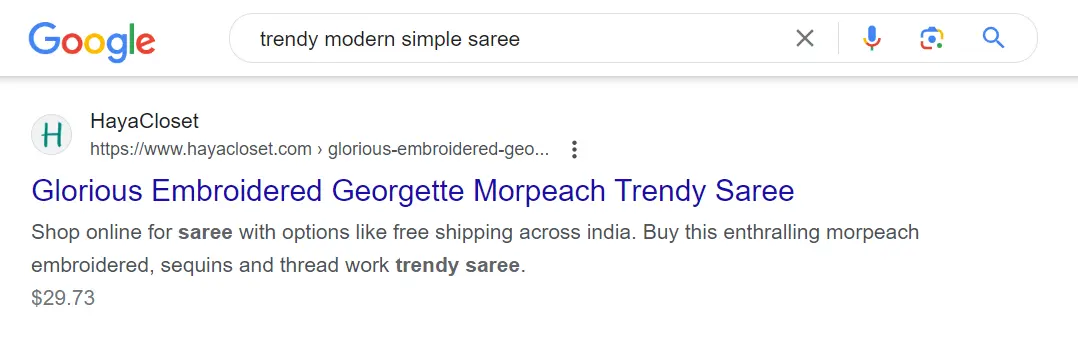 Google
trendy modern simple saree
H
HayaCloset
https://www.hayacloset.com › glorious-embroidered-geo...
Glorious Embroidered Georgette Morpeach Trendy Saree
Shop online for saree with options like free shipping across india. Buy this enthralling morpeach
embroidered, sequins and thread work trendy saree.
$29.73